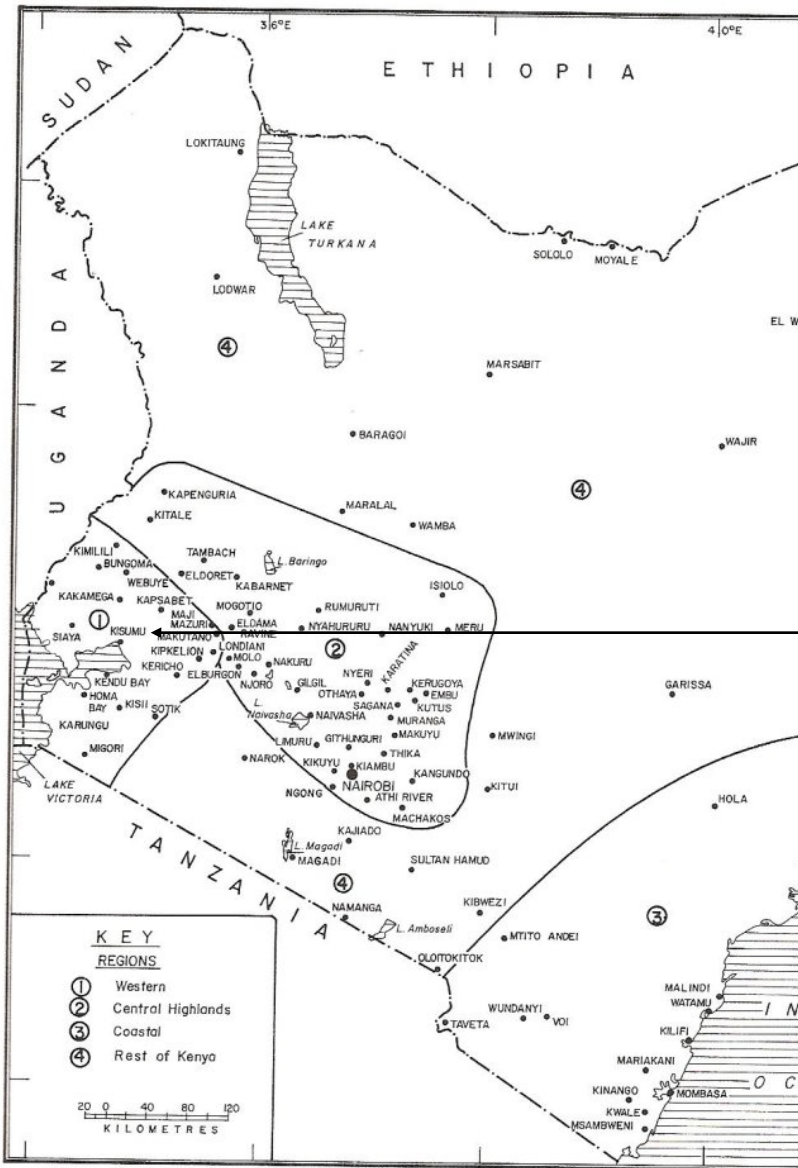 36°E
40°E
SUDAN
ETHIOPIA
LOKITAUNG
LAKE
TURKANA
SOLOLO
MOYALE
LODWAR
UGANDA
EL W
4
MARSABIT
BARAGOI
WAJIR
KAPENGURIA
4
MARALAL
KITALE
WAMBA
KIMILILI
TAMBACH
L. Baringo
BUNGOMA
WEBUYE
ELDORET
KABARNET
ISIOLO
KAKAMEGA
KAPSABET
MOGOTIO
RUMURUTI
MAJI
MAZURI
ELDAMA
RAVINE
NYAHURURU
NANYUKI
MERU
1
SIAYA
KISUMU
MAKUTANO
KIPKELION
LONDIANI
MOLO
2
KARATINA
KERICHO
ELBURGON
NAKURU
NYERI
KERUGOYA
GARISSA
KENDU BAY
NJORO
GILGIL
OTHAYA
EMBU
HOMA
BAY
KISII
SOTIK
L.
Naivasha
NAIVASHA
SAGANA
KUTUS
MURANGA
KARUNGU
LIMURU
GITHUNGURI
MAKUYU
MWINGI
MIGORI
NAROK
THIKA
LAKE
VICTORIA
KIKUYU
KIAMBU
NAIROBI
KANGUNDO
KITUI
NGONG
ATHI RIVER
HOLA
MACHAKOS
TANZANIA
KAJIADO
L. Magadi
MAGADI
SULTAN HAMUD
4
NAMANGA
KIBWEZI
3
L. Amboseli
MTITO ANDEI
OLOITOKITOK
MALINDI
WATAMU
IN
WUNDANYI
VOI
TAVETA
KILIFI
MARIAKANI
OC
KINANGO
MOMBASA
KWALE
MSAMBWENI
KEY
REGIONS
1 Western
2 Central Highlands
3 Coastal
4 Rest of Kenya
20 0 40 80 120
KILOMETRES